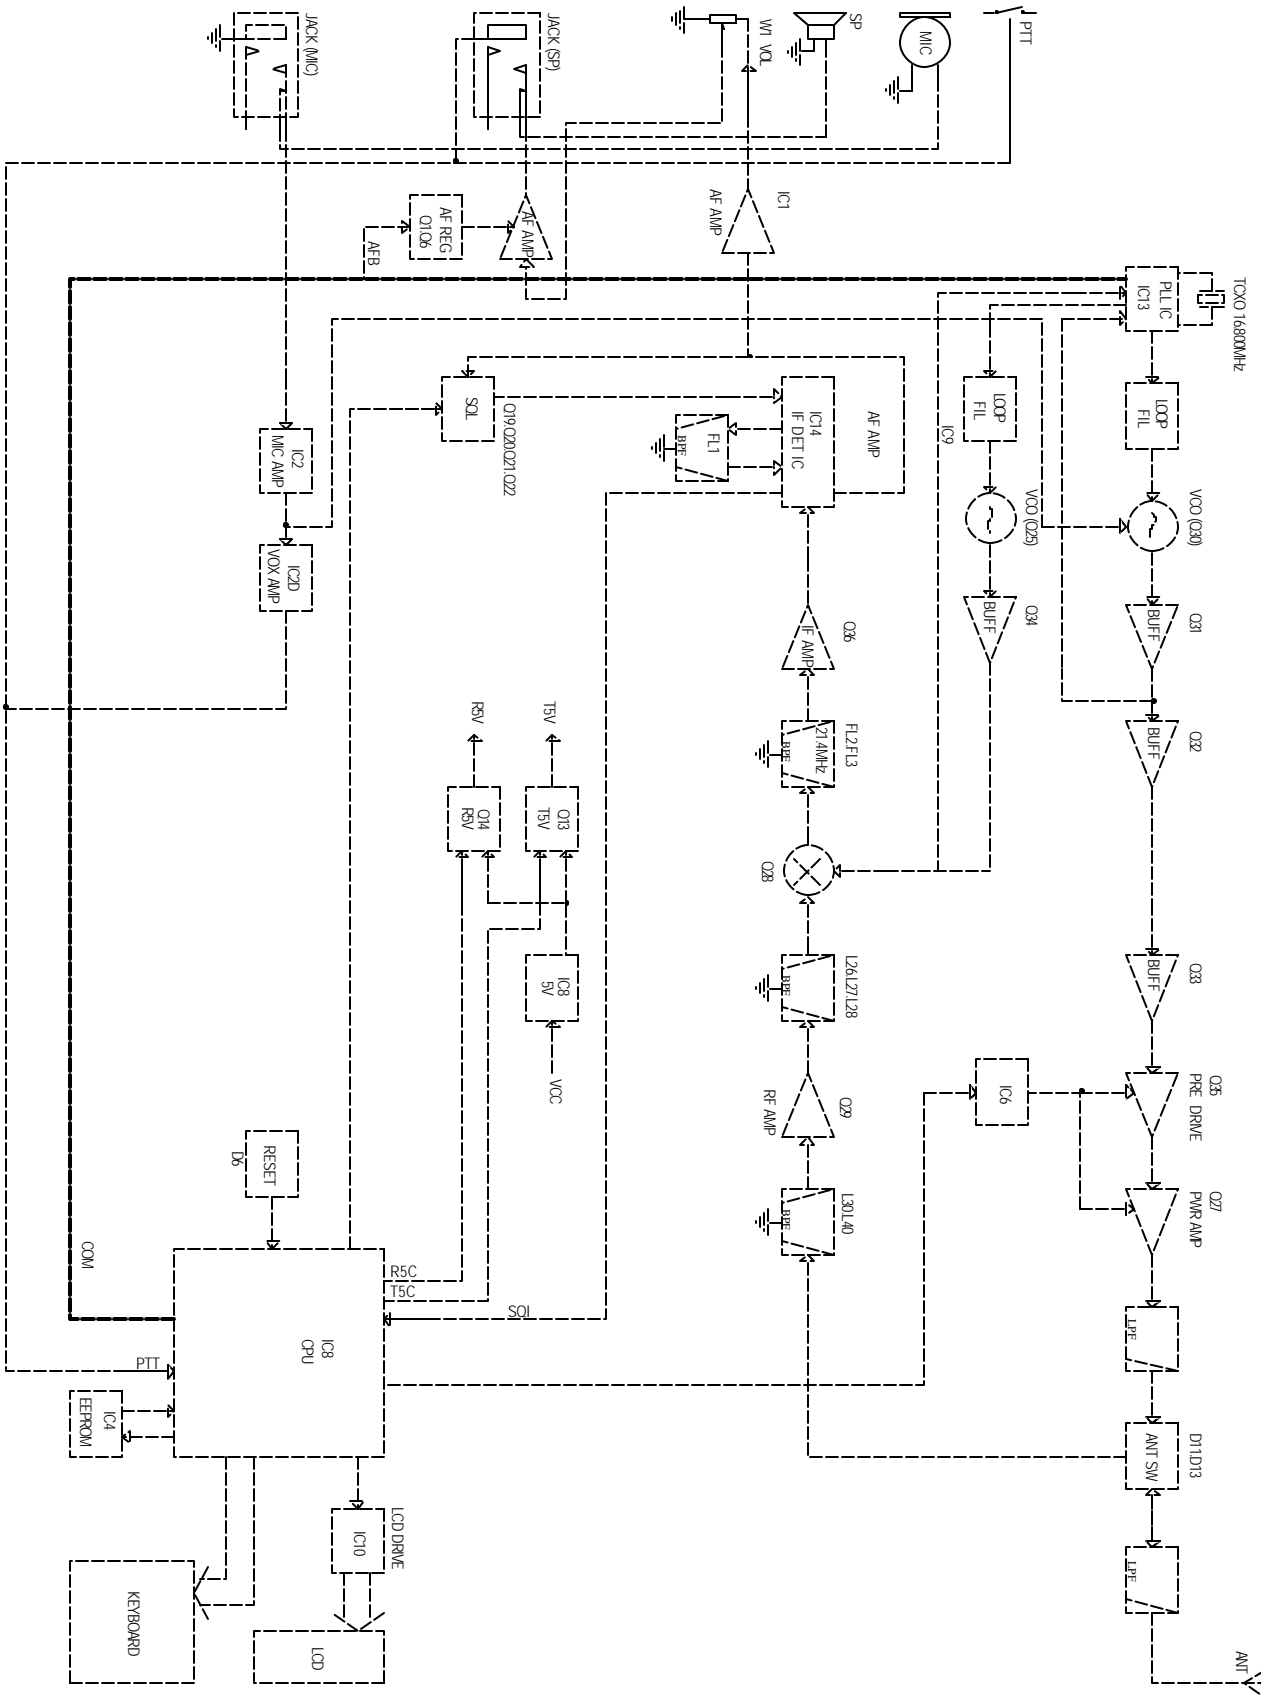 JACK (MIC)
JACK (SP)
W1 VOL
SP
MIC
PTT
AF REG
Q1.Q6
AFB
AF AMP
IC1
AF AMP
PLL IC
IC13
TCXO 16.800MHz
LOOP
FIL
VCO (Q30)
Q31
BUFF
Q32
BUFF
Q33
BUFF
Q35
PRE DRIVE
Q27
PWR AMP
LPF
D11.D13
ANT SW
LPF
ANT
LOOP
FIL
IC9
VCO (Q25)
Q34
BUFF
AF AMP
IC14
IF DET IC
FL1
BPF
SQL
Q19.Q20.Q21.Q22
Q36
IF AMP
FL2.FL3
21.4MHz
BPF
Q28
L26.L27.L28
BPF
Q29
RF AMP
L30.L40
BPF
IC6
IC2
MIC AMP
IC2D
VOX AMP
R5V
T5V
Q14
R5V
Q13
T5V
IC8
5V
VCC
RESET
D6
COM
R5C
T5C
SQL
IC8
CPU
PTT
IC4
EEPROM
LCD DRIVE
IC10
KEYBOARD
LCD